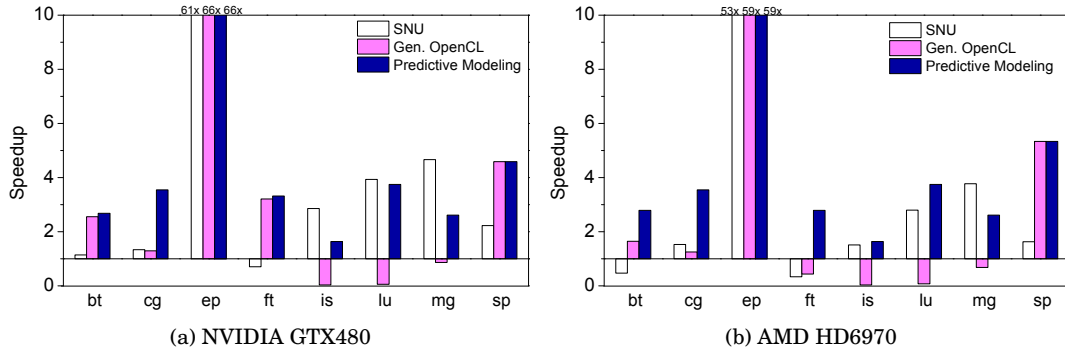 61x 66x 66x
10
8
6
4
2
0
Speedup
SNU
Gen. OpenCL
Predictive Modeling
bt cg ep ft is lu mg sp
(a) NVIDIA GTX480
53x 59x 59x
10
8
6
4
2
0
Speedup
SNU
Gen. OpenCL
Predictive Modeling
bt cg ep ft is lu mg sp
(b) AMD HD6970